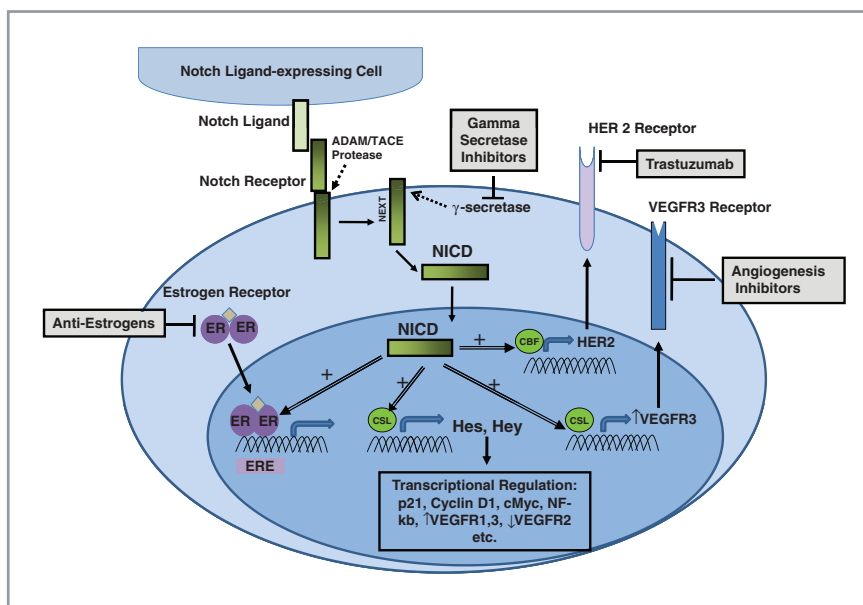 Notch Ligand-expressing Cell
Notch Ligand
ADAM/TACE
Protease
Notch Receptor
NEXT
γ-secretase
Gamma
Secretase
Inhibitors
HER 2 Receptor
Trastuzumab
VEGFR3 Receptor
Angiogenesis
Inhibitors
NICD
Estrogen Receptor
Anti-Estrogens
ER ER
NICD
+
CBF
HER2
+
+
+
ER ER
ERE
CSL
Hes, Hey
CSL
↑VEGFR3
Transcriptional Regulation:
p21, Cyclin D1, cMyc, NF-
kb, ↑VEGFR1,3, ↓VEGFR2
etc.